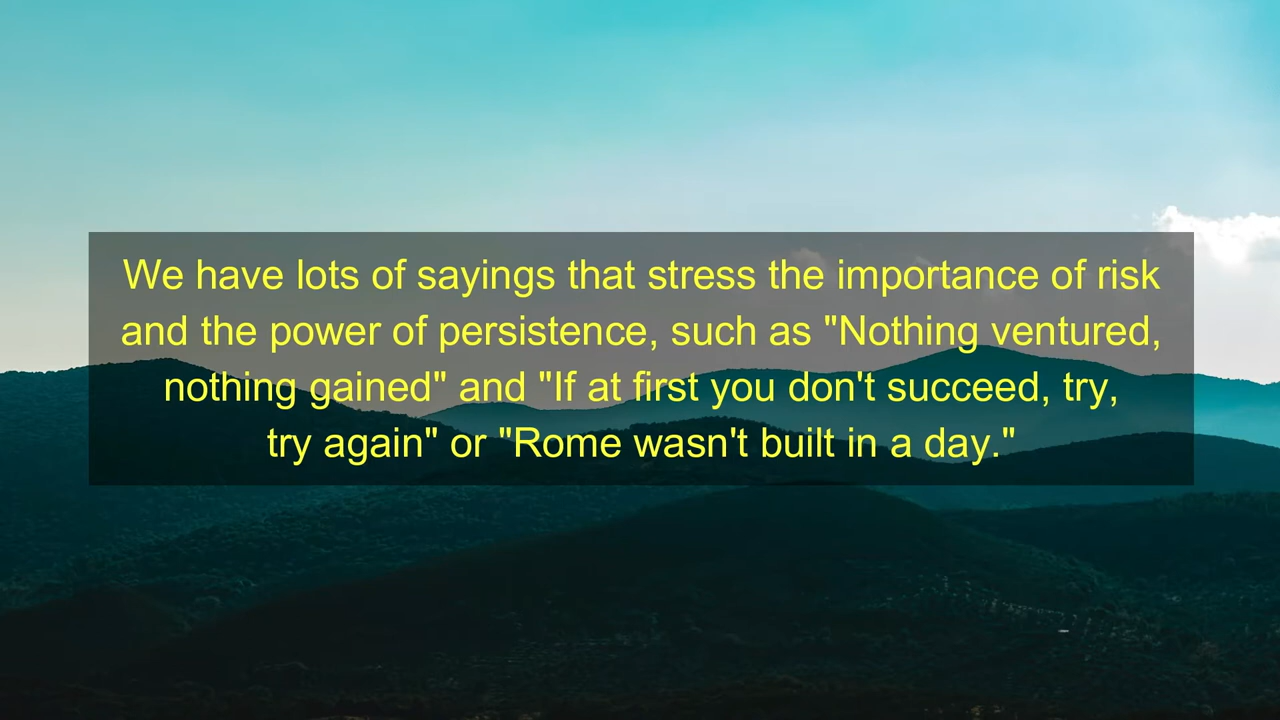 We have lots of sayings that stress the importance of risk
and the power of persistence, such as "Nothing ventured,
nothing gained" and "If at first you don't succeed, try,
try again" or "Rome wasn't built in a day."